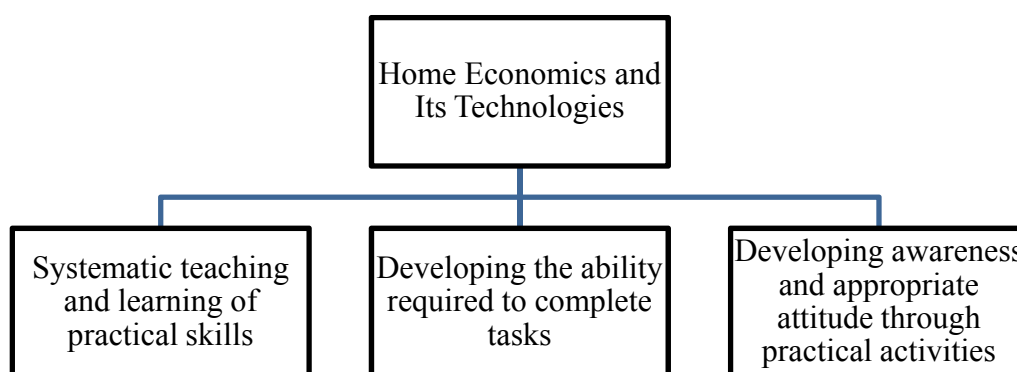 Home Economics and
Its Technologies
Systematic teaching
and learning of
practical skills
Developing the ability
required to complete
tasks
Developing awareness
and appropriate
attitude through
practical activities